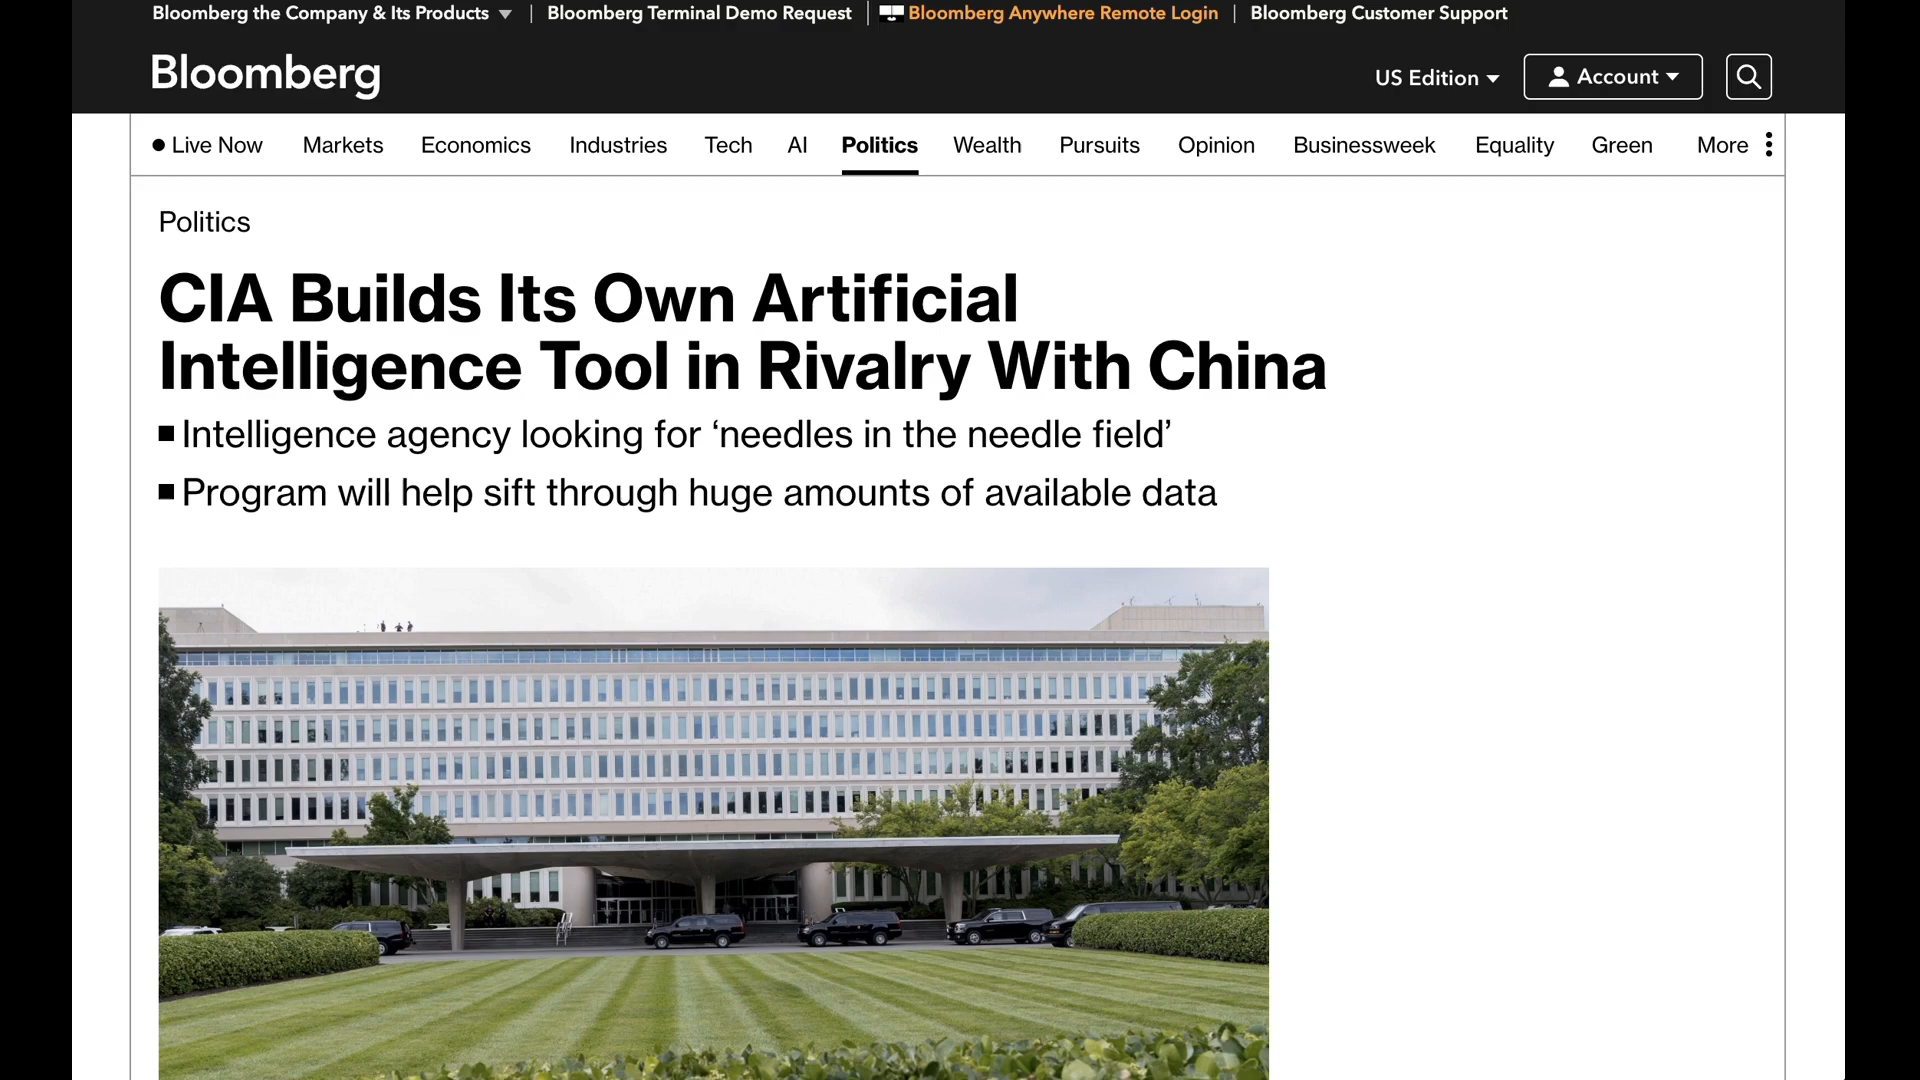 Bloomberg the Company & Its Products
Bloomberg Terminal Demo Request
Bloomberg Anywhere Remote Login
Bloomberg Customer Support
Bloomberg
US Edition
Account
Live Now
Markets
Economics
Industries
Tech
AI
Politics
Wealth
Pursuits
Opinion
Businessweek
Equality
Green
More
Politics
CIA Builds Its Own Artificial
Intelligence Tool in Rivalry With China
Intelligence agency looking for ‘needles in the needle field’
Program will help sift through huge amounts of available data